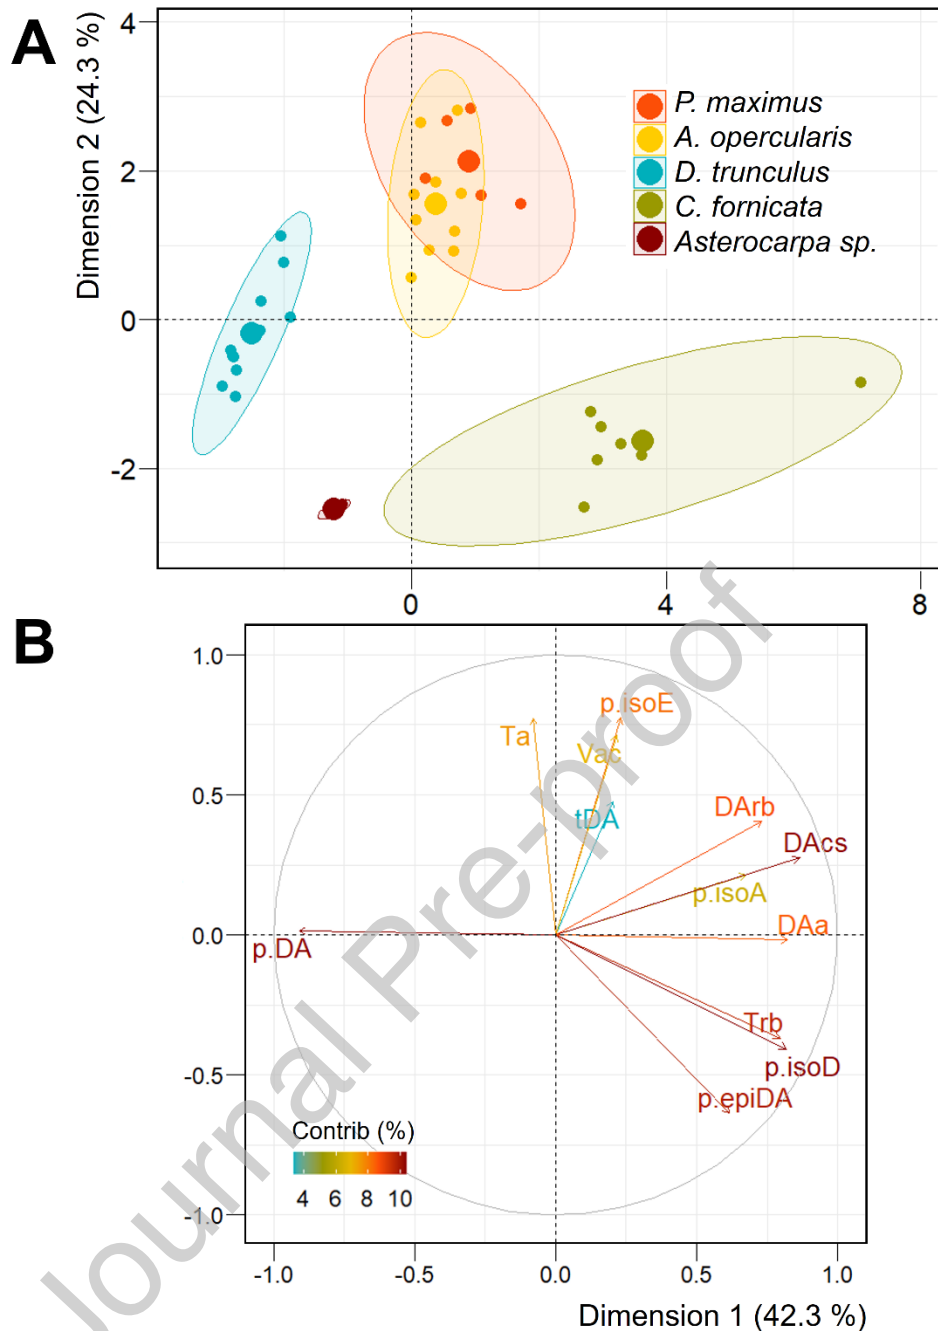 A
Dimension 2 (24.3 %)
4
2
0
-2
P. maximus
A. opercularis
D. trunculus
C. fornicata
Asterocarpa sp.
0
4
8
B
1.0
0.5
0.0
-0.5
-1.0
p.isoE
Ta
Vac
tDA
DArb
DAcs
p.isoA
DAa
p.DA
Trb
p.isoD
p.epiDA
Contrib (%)
4 6 8 10
-1.0 -0.5 0.0 0.5 1.0
Dimension 1 (42.3 %)
Journal Pre-proof